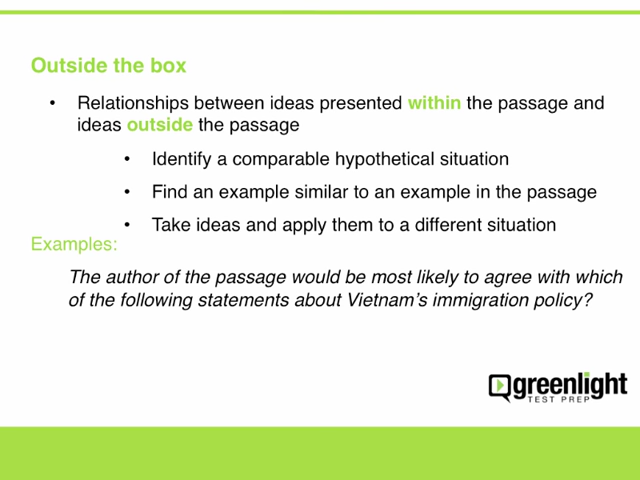 Outside the box
• Relationships between ideas presented within the passage and
ideas outside the passage
• Identify a comparable hypothetical situation
• Find an example similar to an example in the passage
• Take ideas and apply them to a different situation
Examples:
The author of the passage would be most likely to agree with which
of the following statements about Vietnam's immigration policy?
greenlight
TEST PREP